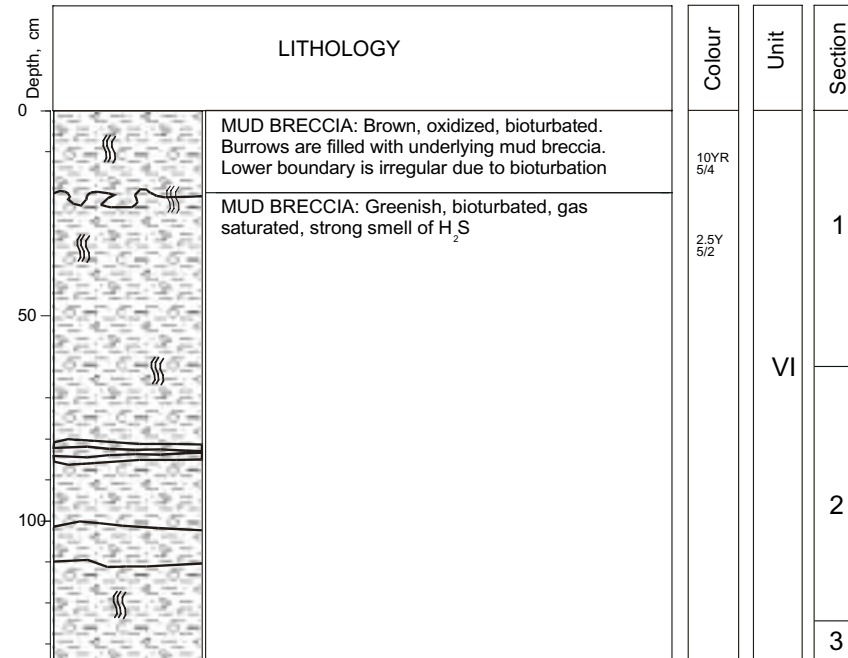 Depth, cm
LITHOLOGY
Colour
Unit
Section
0
MUD BRECCIA: Brown, oxidized, bioturbated.
Burrows are filled with underlying mud breccia.
Lower boundary is irregular due to bioturbation
10YR
5/4
MUD BRECCIA: Greenish, bioturbated, gas
saturated, strong smell of H₂S
2.5Y
5/2
1
50
VI
100
2
3